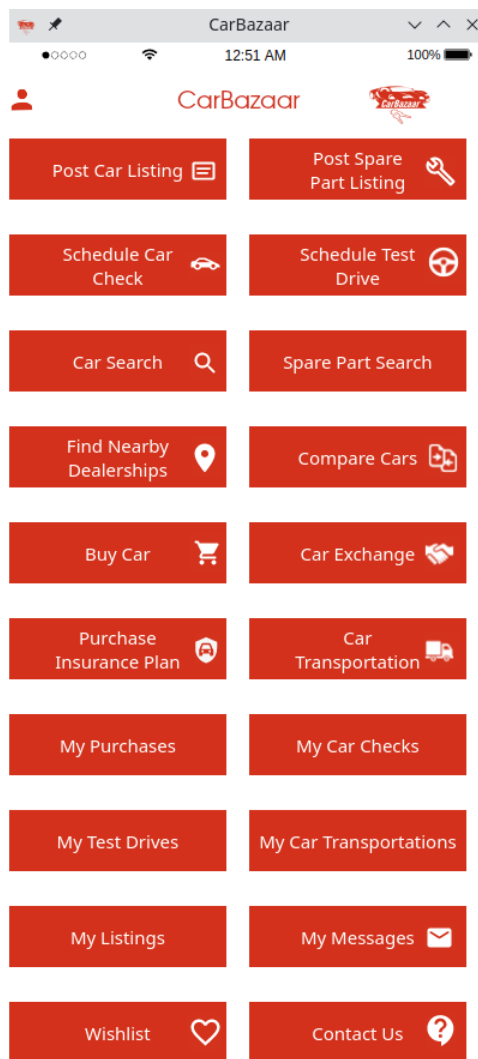 CarBazaar
12:51 AM
100%
CarBazaar
CarBazaar
Post Car Listing
Post Spare
Part Listing
Schedule Car
Check
Schedule Test
Drive
Car Search
Spare Part Search
Find Nearby
Dealerships
Compare Cars
Buy Car
Car Exchange
Purchase
Insurance Plan
Car
Transportation
My Purchases
My Car Checks
My Test Drives
My Car Transportations
My Listings
My Messages
Wishlist
Contact Us